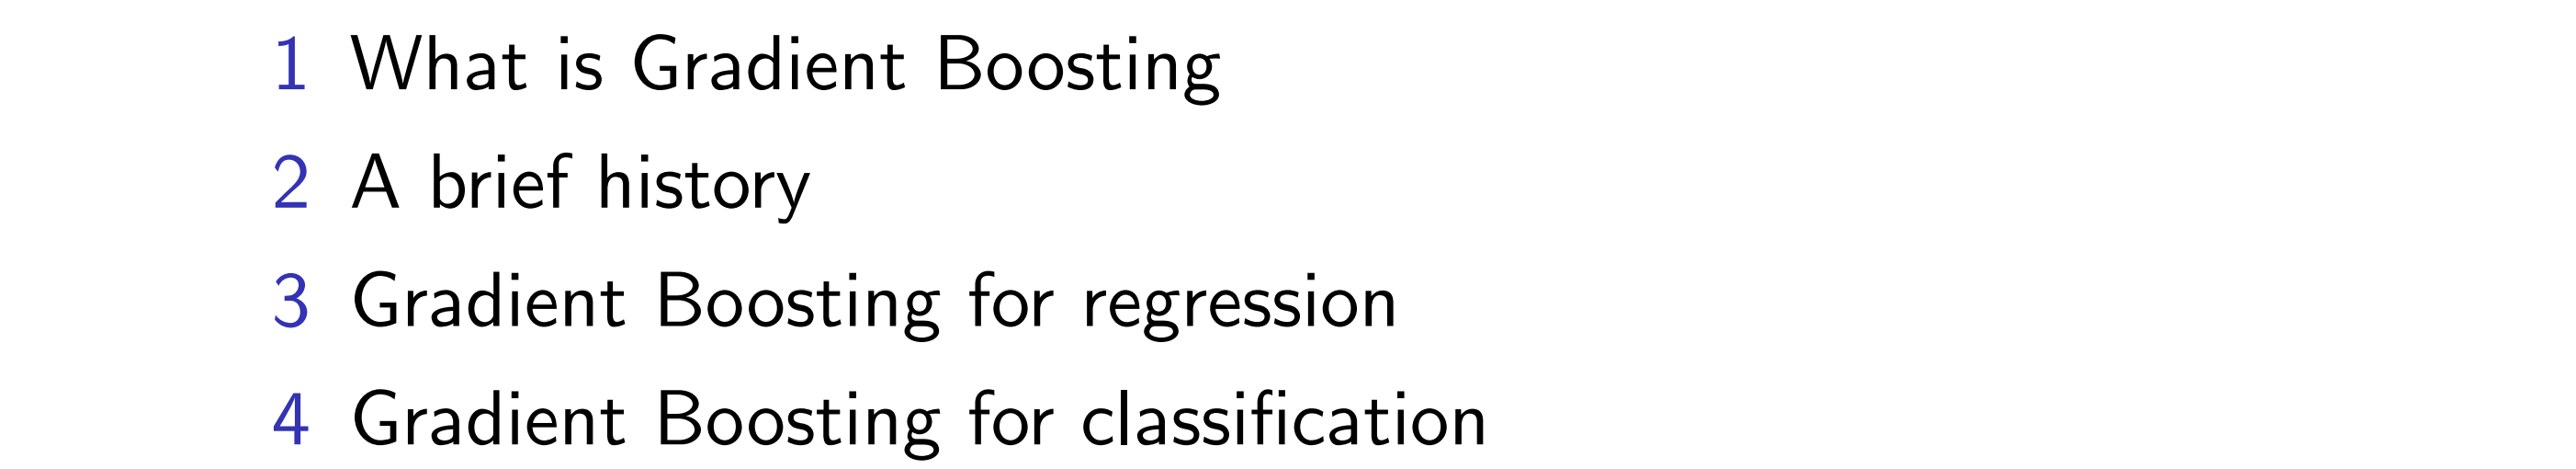 1 What is Gradient Boosting
2 A brief history
3 Gradient Boosting for regression
4 Gradient Boosting for classification